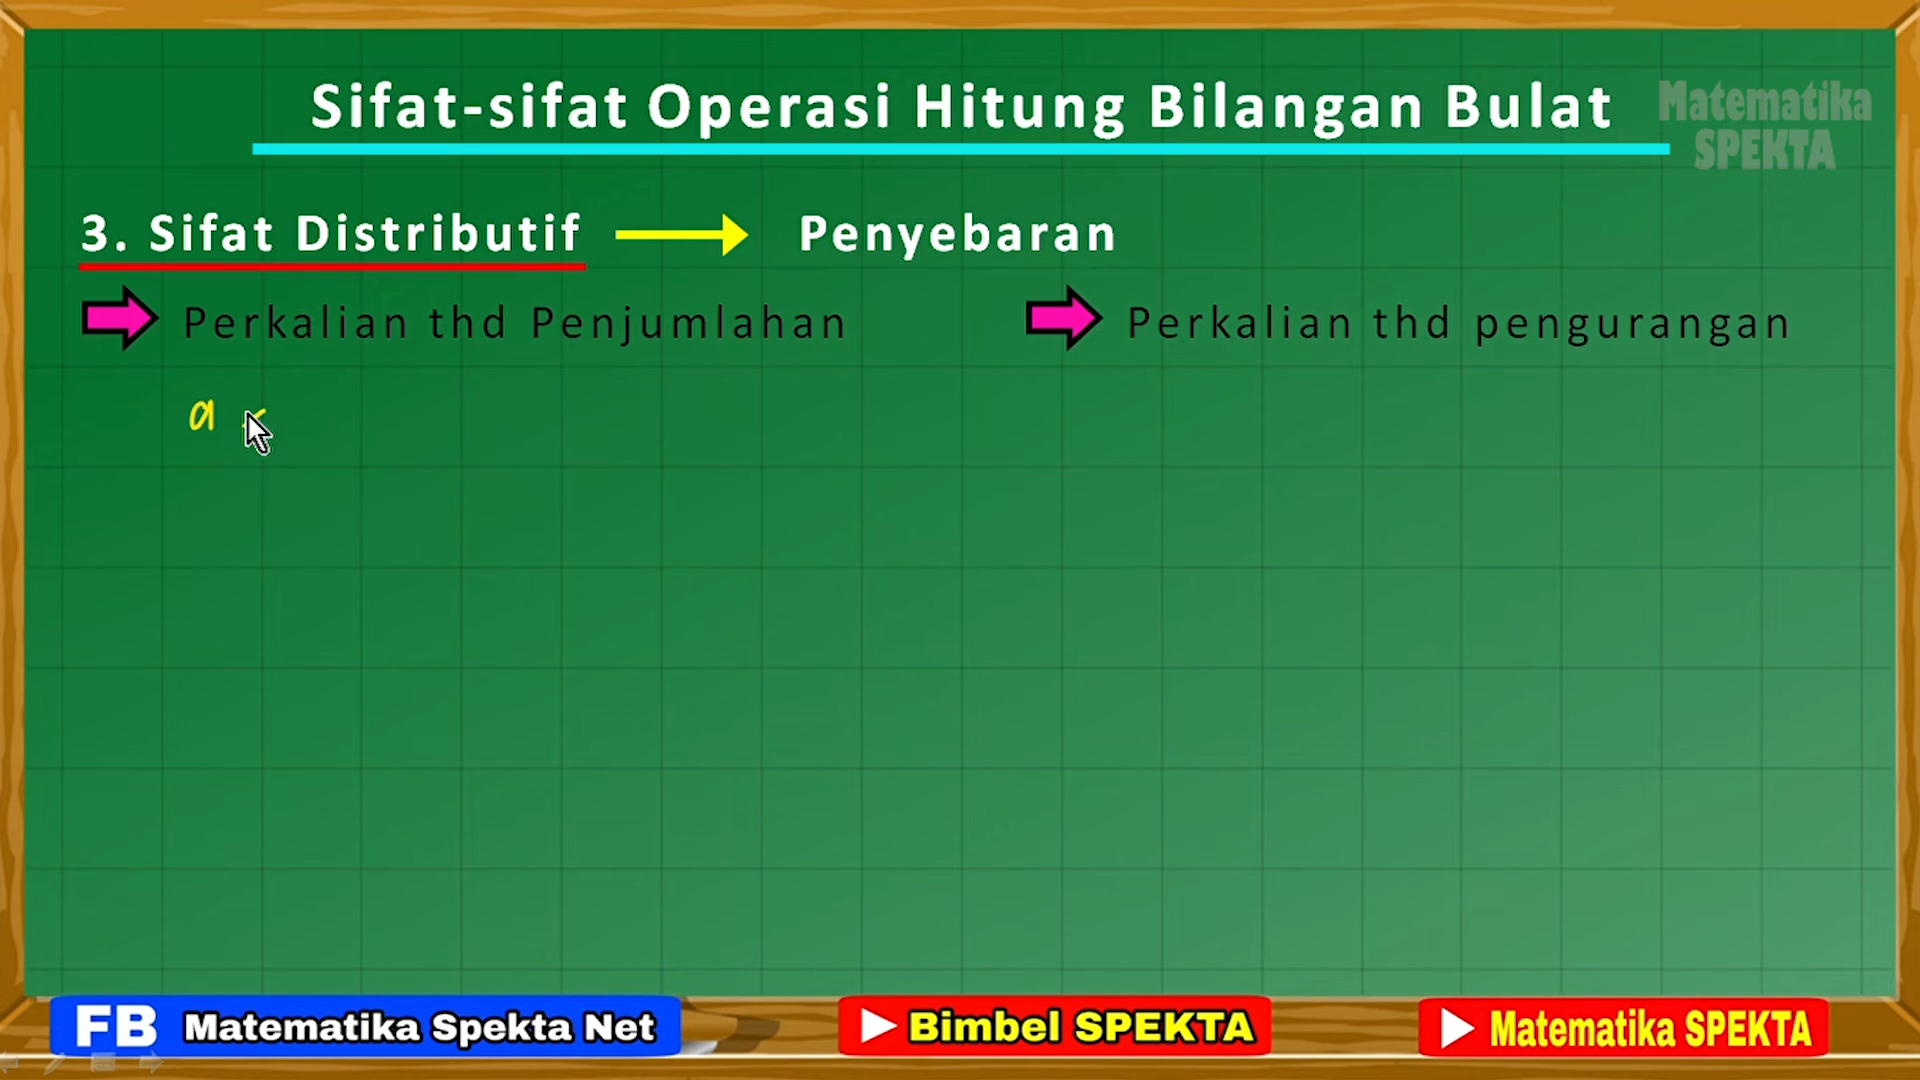 Sifat-sifat Operasi Hitung Bilangan Bulat
Matematika
SPEKTA
3. Sifat Distributif Penyebaran
Perkalian thd Penjumlahan
Perkalian thd pengurangan
a
FB Matematika Spekta Net
Bimbel SPEKTA
Matematika SPEKTA